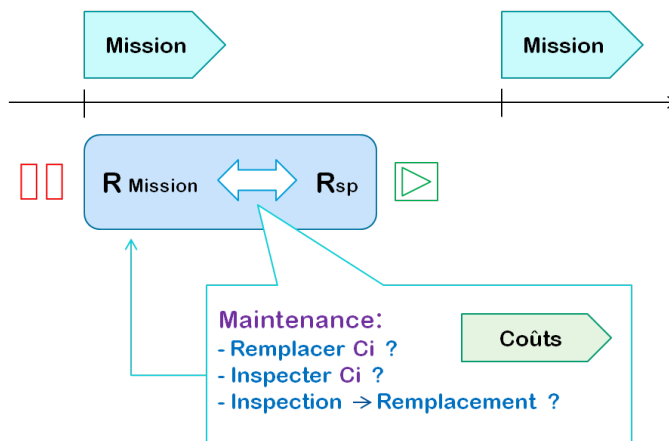 Mission
Mission
R Mission
Rsp
Maintenance:
- Remplacer Ci ?
- Inspecter Ci ?
- Inspection → Remplacement ?
Coûts